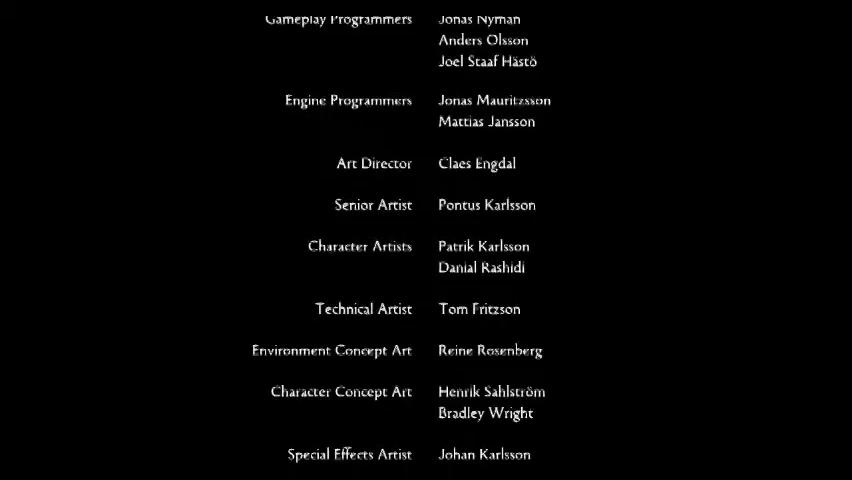 Gameplay Programmers Jonas Nyman
Anders Olsson
Joel Staaf Hästö
Engine Programmers Jonas Mauritzsson
Mattias Jansson
Art Director Claes Engdal
Senior Artist Pontus Karlsson
Character Artists Patrik Karlsson
Danial Rashidi
Technical Artist Tom Fritzson
Environment Concept Art Reine Rosenberg
Character Concept Art Henrik Sahlström
Bradley Wright
Special Effects Artist Johan Karlsson